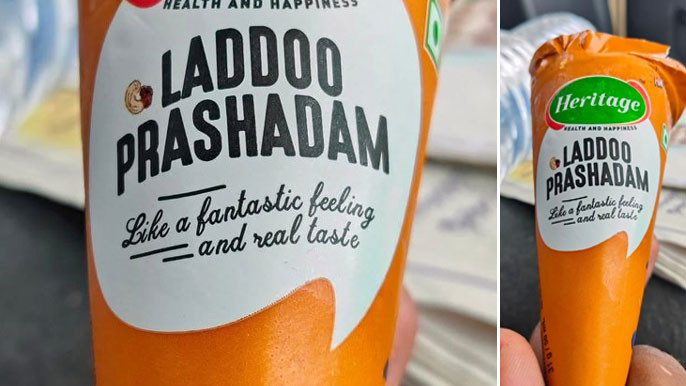 HEALTH AND HAPPINESS
LADDOO
PRASHADAM
Like a fantastic feeling
and real taste
Heritage
HEALTH AND HAPPINESS
LADDOO
PRASHADAM
Like a fantastic feeling
and real taste